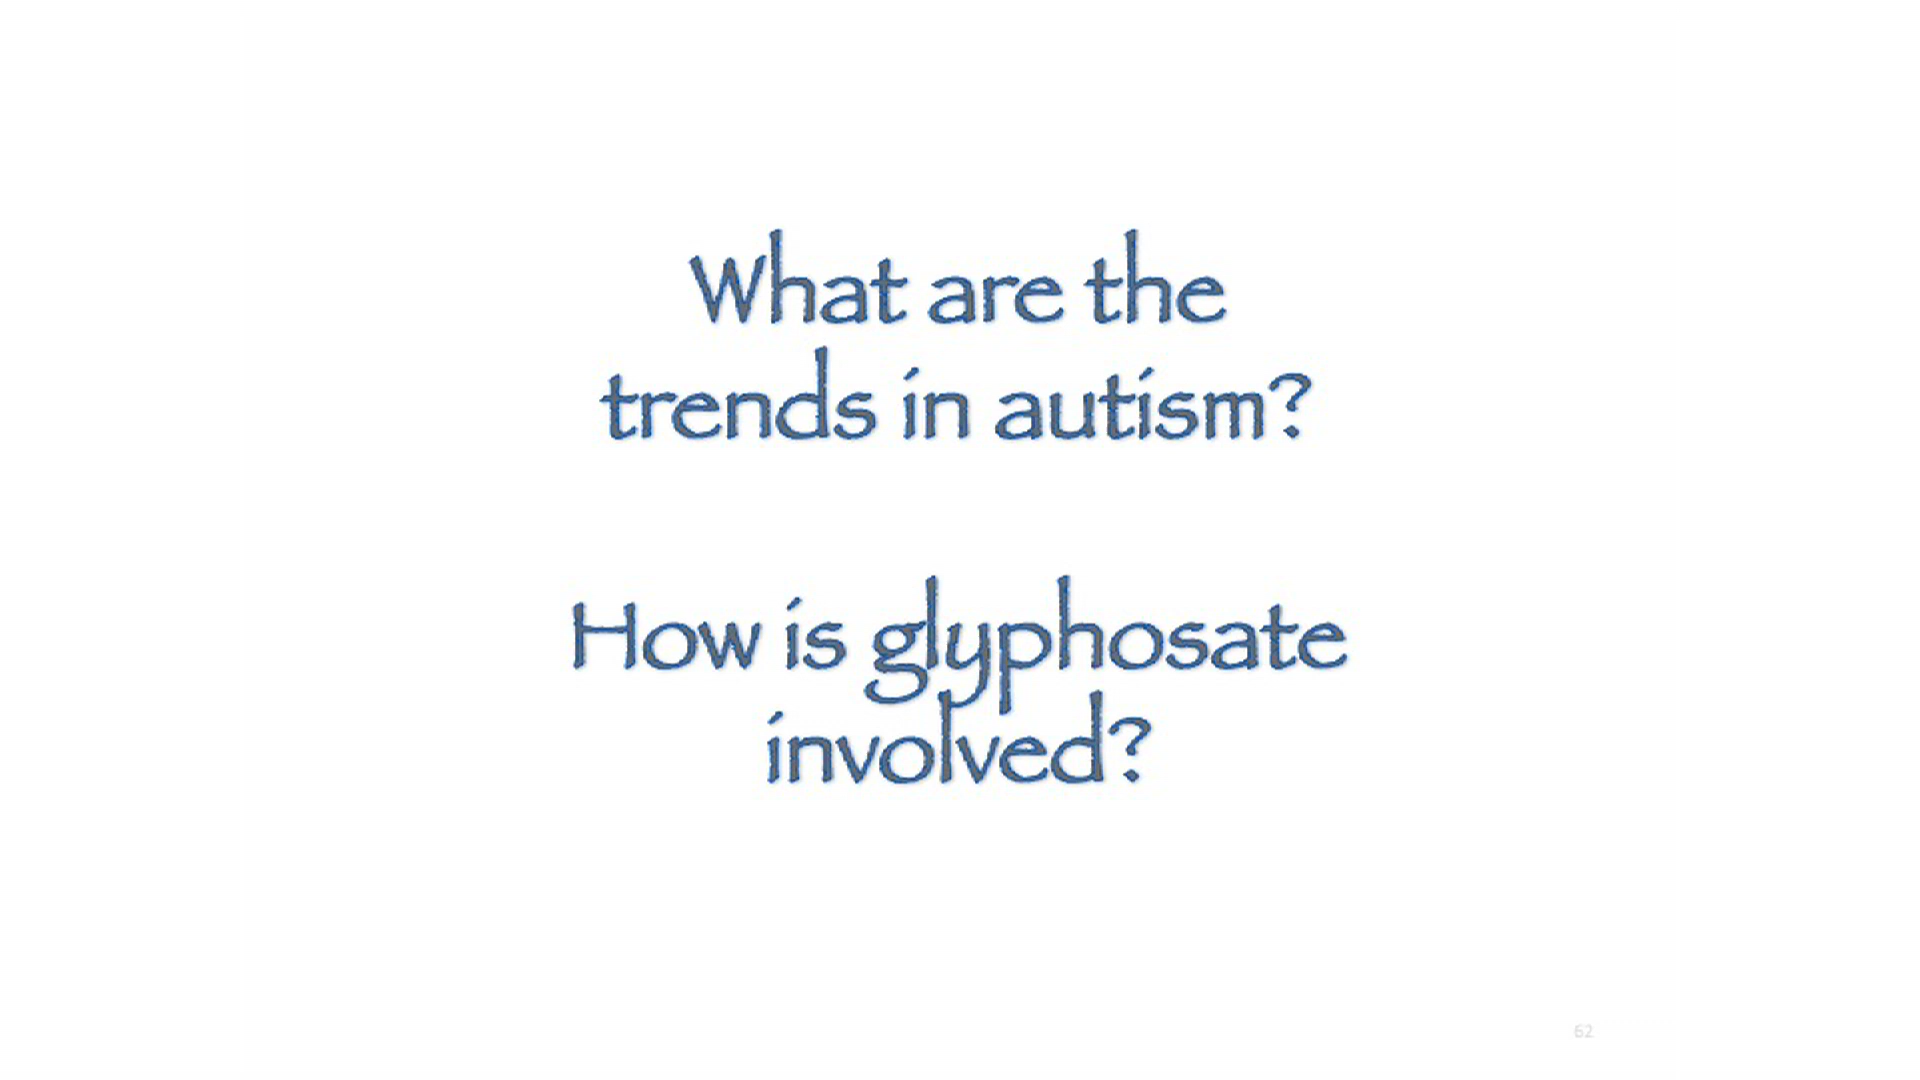 What are the
trends in autism?
How is glyphosate
involved?
62